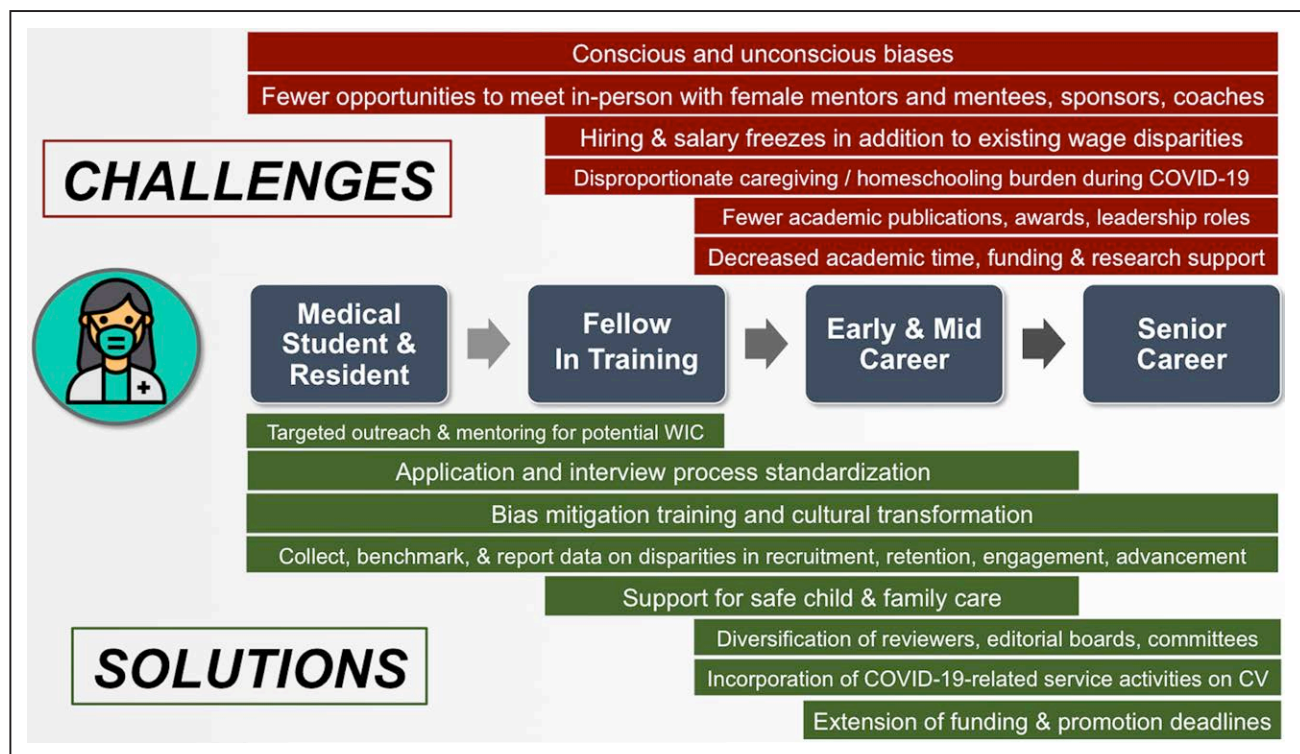 Conscious and unconscious biases
Fewer opportunities to meet in-person with female mentors and mentees, sponsors, coaches
Hiring & salary freezes in addition to existing wage disparities
CHALLENGES
Disproportionate caregiving / homeschooling burden during COVID-19
Fewer academic publications, awards, leadership roles
Decreased academic time, funding & research support
Medical
Student &
Resident
Fellow
In Training
Early & Mid
Career
Senior
Career
Targeted outreach & mentoring for potential WIC
Application and interview process standardization
Bias mitigation training and cultural transformation
Collect, benchmark, & report data on disparities in recruitment, retention, engagement, advancement
Support for safe child & family care
SOLUTIONS
Diversification of reviewers, editorial boards, committees
Incorporation of COVID-19-related service activities on CV
Extension of funding & promotion deadlines